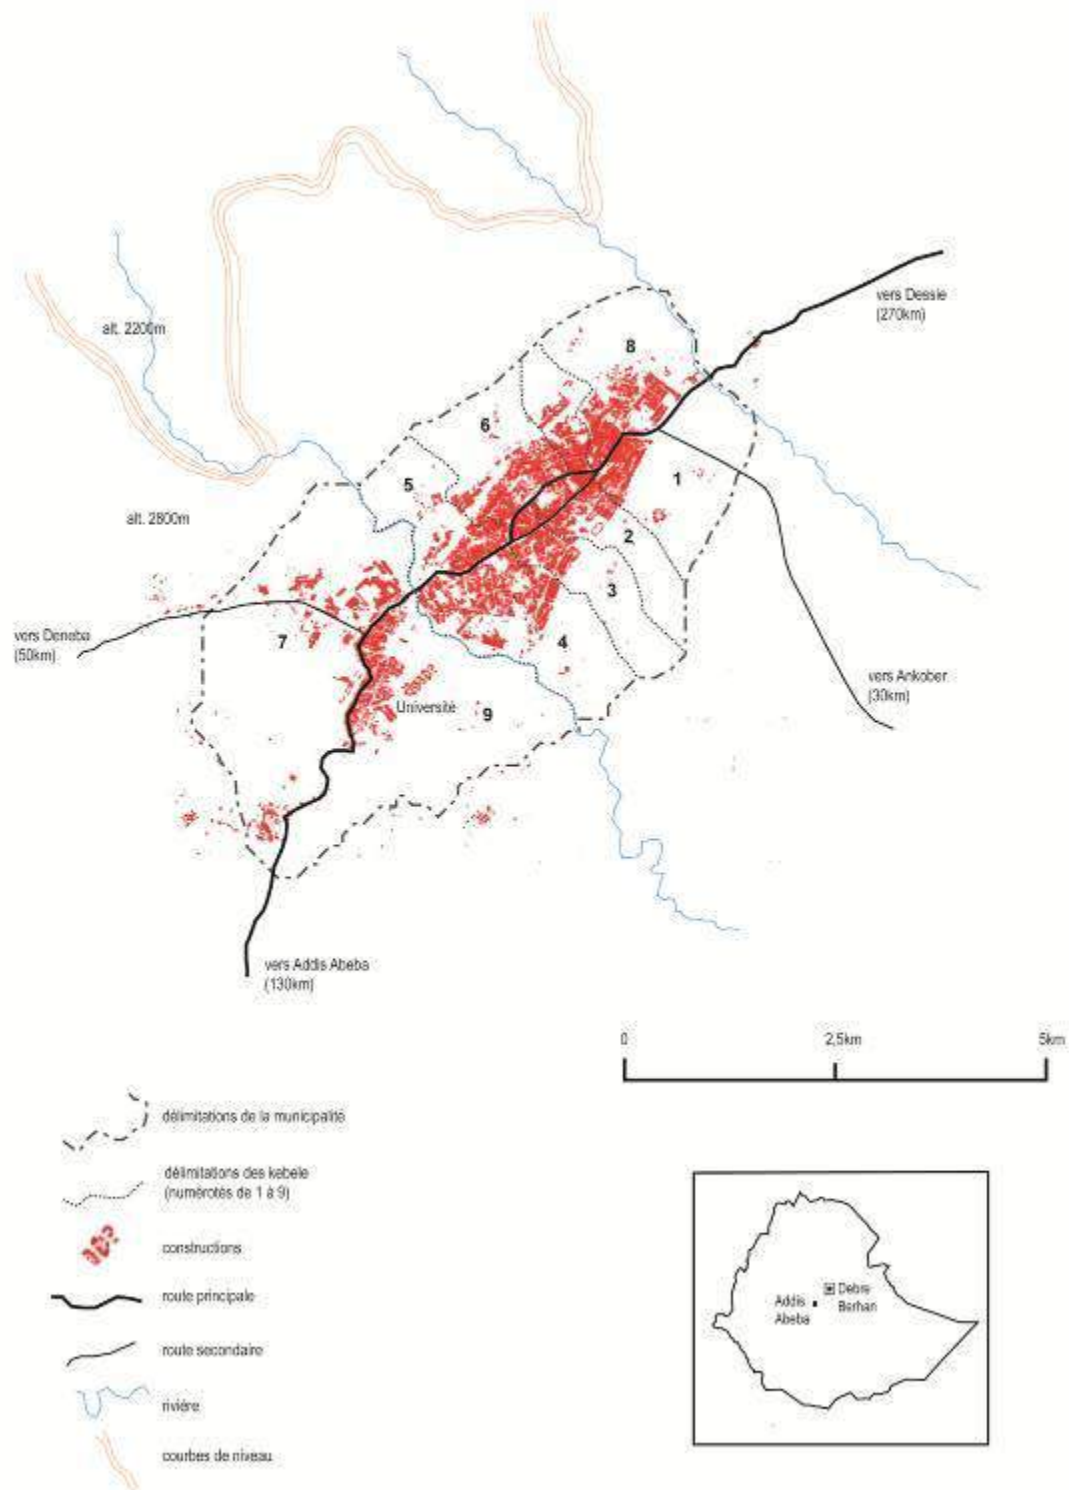 vers Dessie
(270km)
alt. 2200m
8
6
5
1
alt. 2800m
2
3
vers Deneba
(50km)
7
4
vers Ankober
(30km)
Université
9
vers Addis Abeba
(130km)
0
2,5km
5km
délimitations de la municipalité
délimitations des kebele
(numérotés de 1 à 9)
constructions
route principale
route secondaire
rivière
courbes de niveau
Debre
Berhan
Addis
Abeba